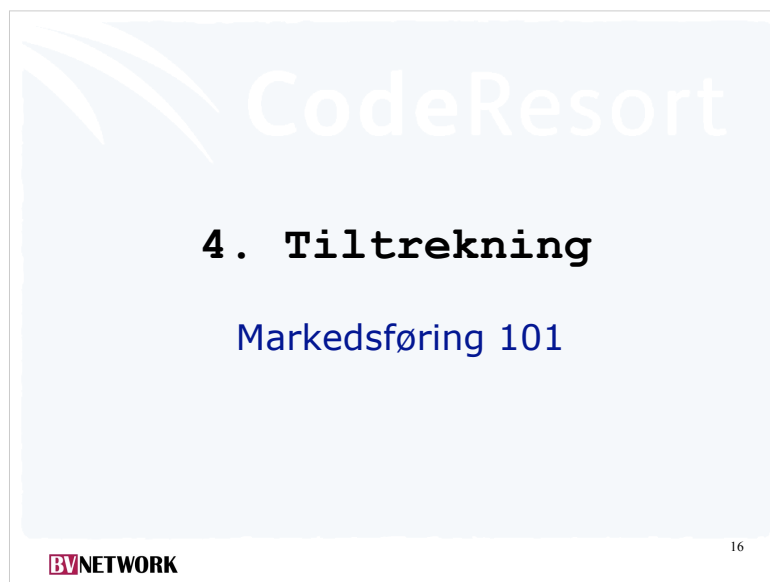 CodeResort
4. Tiltrekning
Markedsføring 101
16
BVNETWORK